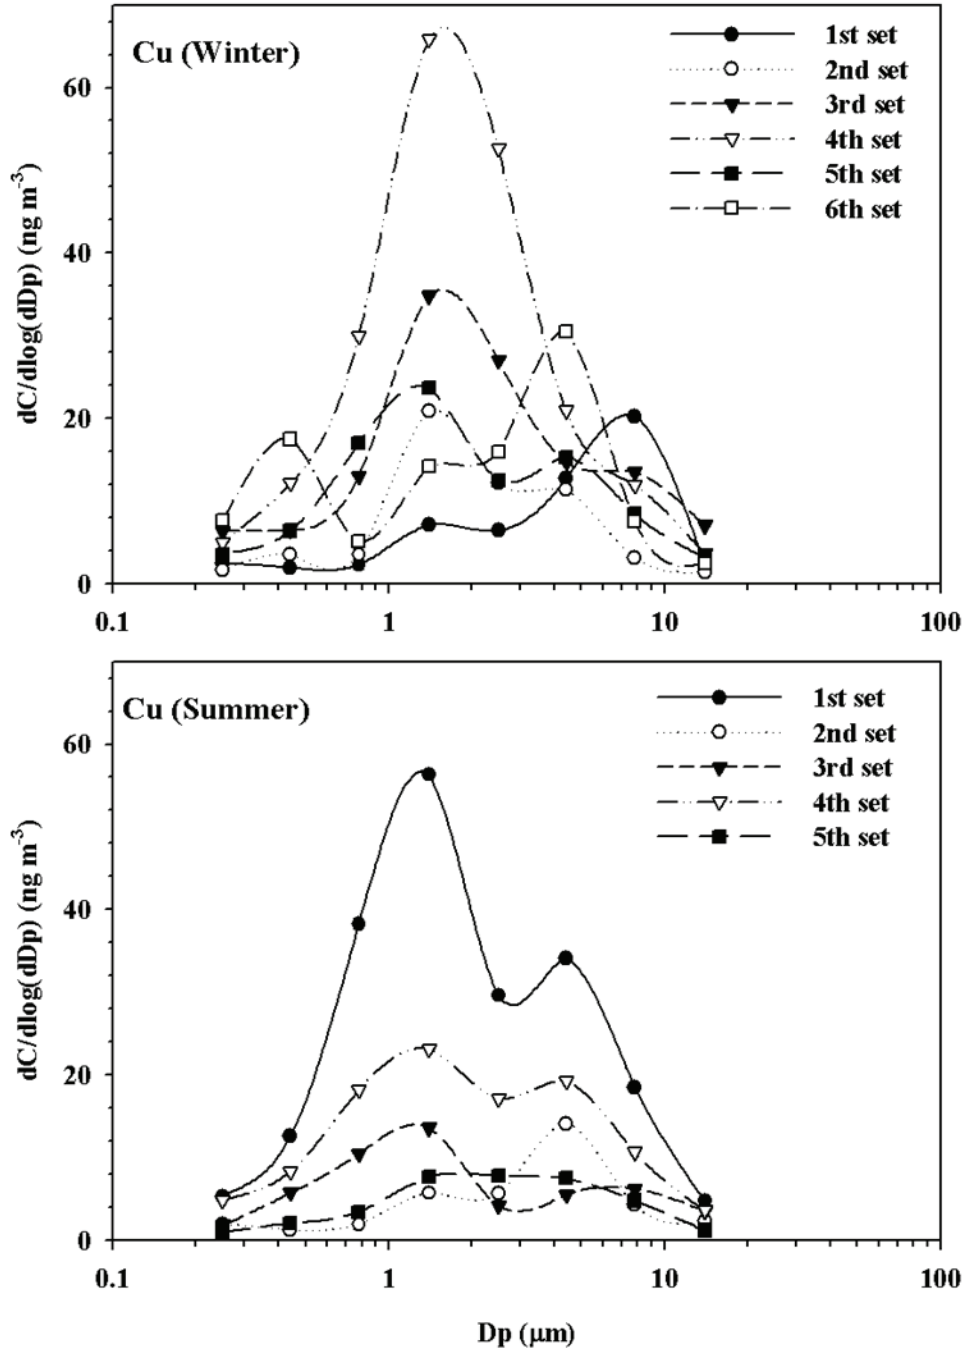 Cu (Winter)
1st set
2nd set
3rd set
4th set
5th set
6th set
dC/dlog(dDp) (ng m⁻³)
60
40
20
0
0.1
1
10
100
Cu (Summer)
1st set
2nd set
3rd set
4th set
5th set
dC/dlog(dDp) (ng m⁻³)
60
40
20
0
0.1
1
10
100
Dp (μm)